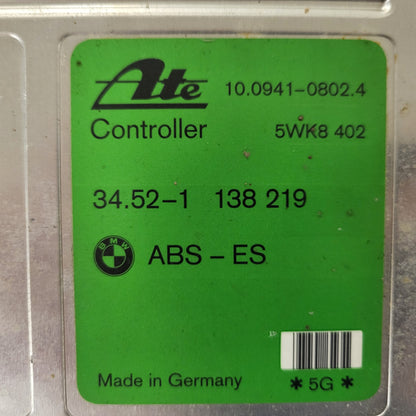 Ate 10.0941-0802.4
Controller 5WK8 402
34.52-1 138 219
BMW ABS - ES
Made in Germany * 5G *